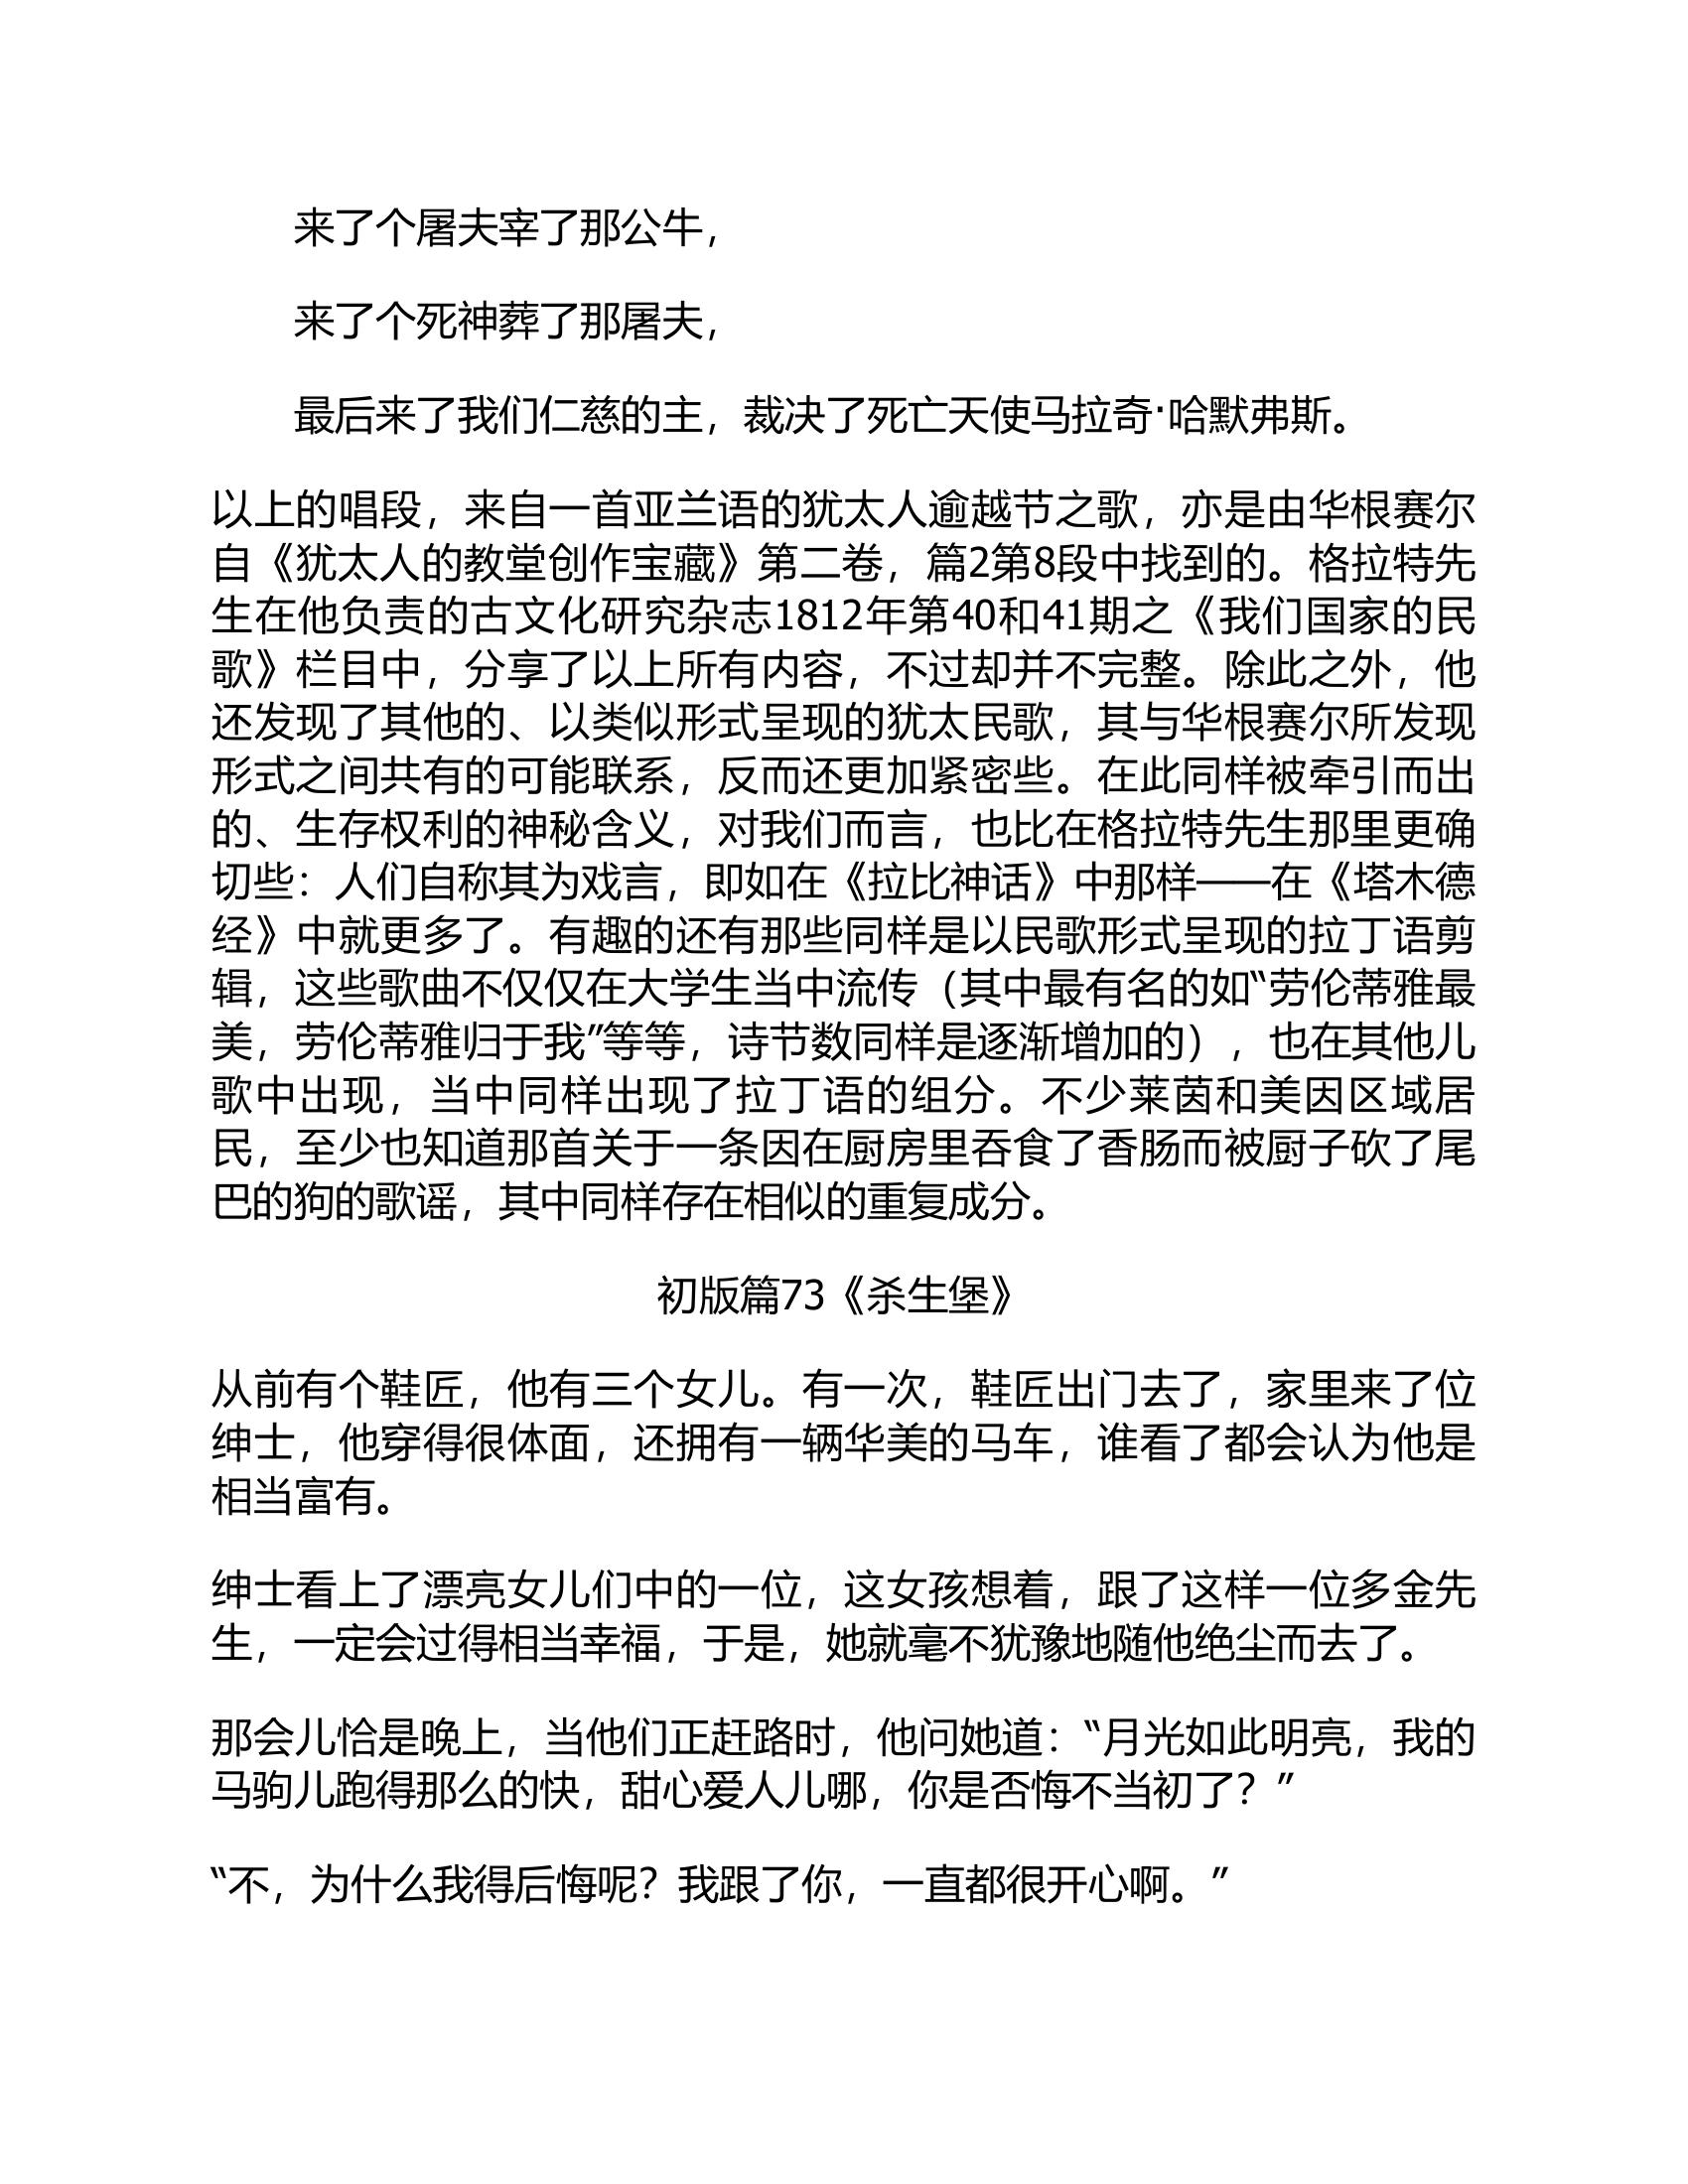 来了个屠夫宰了那公牛，
来了个死神葬了那屠夫，
最后来了我们仁慈的主，裁决了死亡天使马拉奇·哈默弗斯。
以上的唱段，来自一首亚兰语的犹太人逾越节之歌，亦是由华根赛尔
自《犹太人的教堂创作宝藏》第二卷，篇2第8段中找到的。格拉特先
生在他负责的古文化研究杂志1812年第40和41期之《我们国家的民
歌》栏目中，分享了以上所有内容，不过却并不完整。除此之外，他
还发现了其他的、以类似形式呈现的犹太民歌，其与华根赛尔所发现
形式之间共有的可能联系，反而还更加紧密些。在此同样被牵引而出
的、生存权利的神秘含义，对我们而言，也比在格拉特先生那里更确
切些：人们自称其为戏言，即如在《拉比神话》中那样——在《塔木德
经》中就更多了。有趣的还有那些同样是以民歌形式呈现的拉丁语剪
辑，这些歌曲不仅仅在大学生当中流传（其中最有名的如“劳伦蒂雅最
美，劳伦蒂雅归于我”等等，诗节数同样是逐渐增加的），也在其他儿
歌中出现，当中同样出现了拉丁语的组分。不少莱茵和美因区域居
民，至少也知道那首关于一条因在厨房里吞食了香肠而被厨子砍了尾
巴的狗的歌谣，其中同样存在相似的重复成分。
初版篇73《杀生堡》
从前有个鞋匠，他有三个女儿。有一次，鞋匠出门去了，家里来了位
绅士，他穿得很体面，还拥有一辆华美的马车，谁看了都会认为他是
相当富有。
绅士看上了漂亮女儿们中的一位，这女孩想着，跟了这样一位多金先
生，一定会过得相当幸福，于是，她就毫不犹豫地随他绝尘而去了。
那会儿恰是晚上，当他们正赶路时，他问她道：“月光如此明亮，我的
马驹儿跑得那么的快，甜心爱人儿哪，你是否悔不当初了？”
“不，为什么我得后悔呢？我跟了你，一直都很开心啊。”